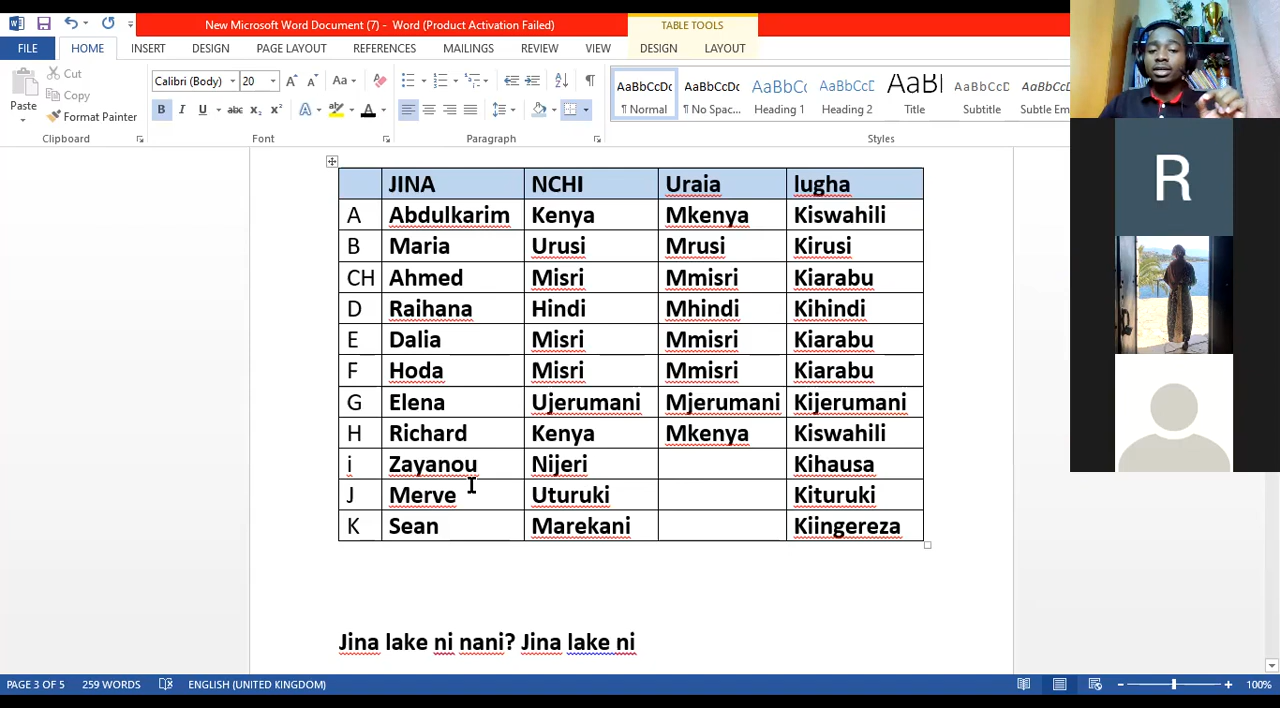 New Microsoft Word Document (7) - Word (Product Activation Failed)
TABLE TOOLS
FILE HOME INSERT DESIGN PAGE LAYOUT REFERENCES MAILINGS REVIEW VIEW DESIGN LAYOUT
Paste
Cut
Copy
Format Painter
Calibri (Body) 20
AaBbCcDc AaBbCcDc AaBbCc AaBbCcD AaBl AaBbCcD AaBbCcD
¶ Normal ¶ No Spac... Heading 1 Heading 2 Title Subtitle Subtle Em
Clipboard Font Paragraph Styles
R
JINA NCHI Uraia lugha
A Abdulkarim Kenya Mkenya Kiswahili
B Maria Urusi Mrusi Kirusi
CH Ahmed Misri Mmisri Kiarabu
D Raihana Hindi Mhindi Kihindi
E Dalia Misri Mmisri Kiarabu
F Hoda Misri Mmisri Kiarabu
G Elena Ujerumani Mjerumani Kijerumani
H Richard Kenya Mkenya Kiswahili
i Zayanou Nijeri Kihausa
J Merve Uturuki Kituruki
K Sean Marekani Kiingereza
Jina lake ni nani? Jina lake ni
PAGE 3 OF 5 259 WORDS ENGLISH (UNITED KINGDOM) 100%